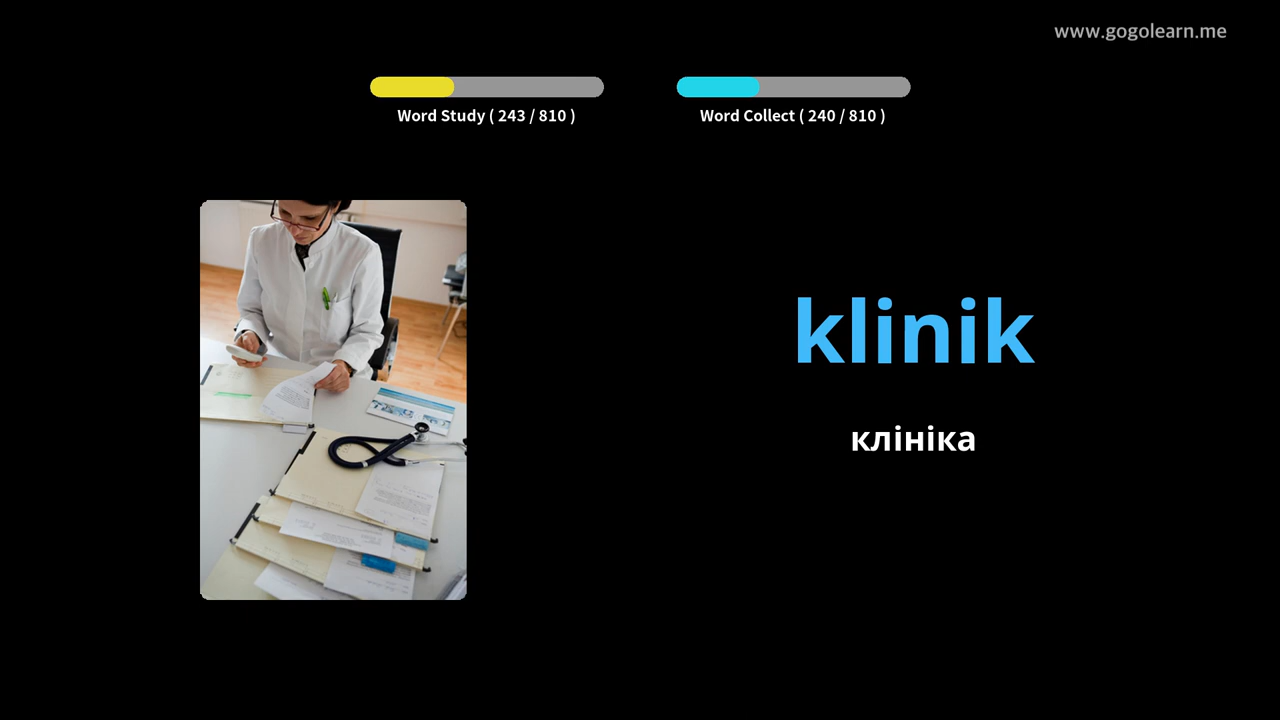 www.gogolearn.me
Word Study ( 243 / 810 )
Word Collect ( 240 / 810 )
klinik
клініка